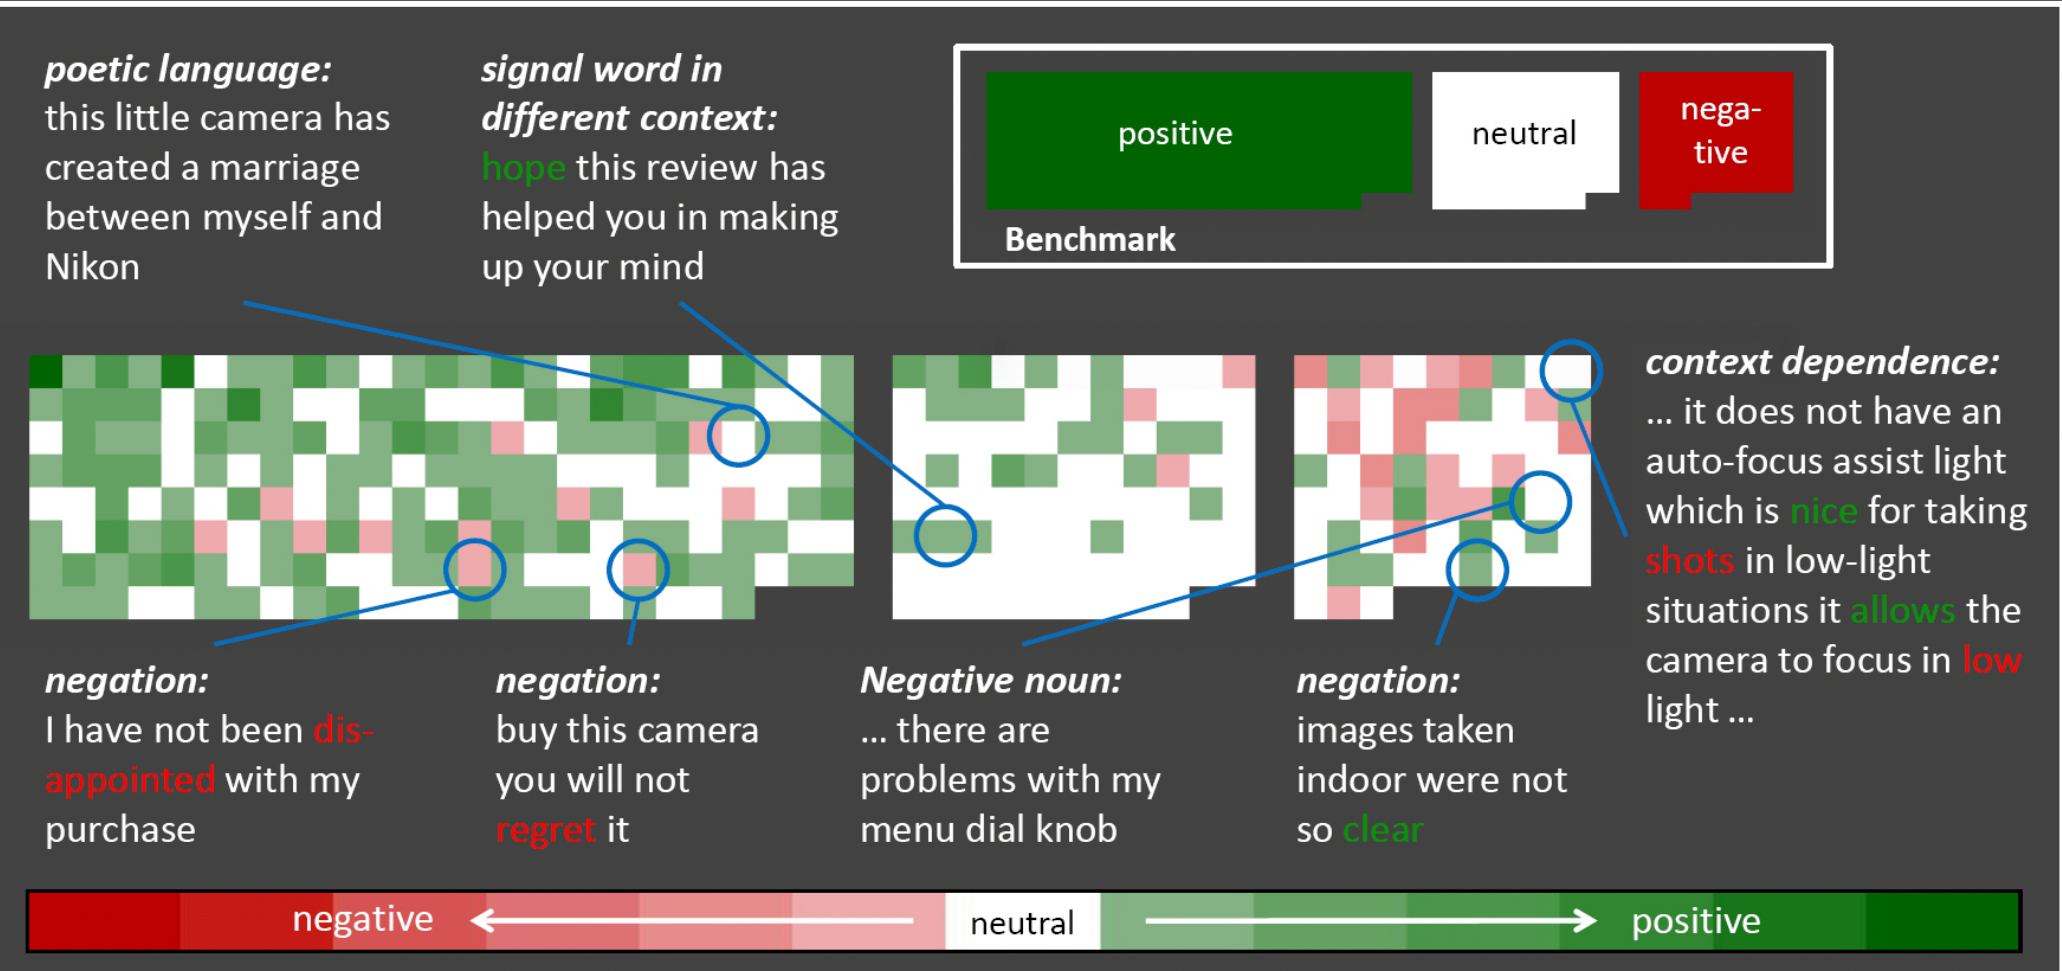 poetic language:
this little camera has
created a marriage
between myself and
Nikon
signal word in
different context:
hope this review has
helped you in making
up your mind
positive
neutral
nega-
tive
Benchmark
context dependence:
... it does not have an
auto-focus assist light
which is nice for taking
shots in low-light
situations it allows the
camera to focus in low
light ...
negation:
I have not been dis-
appointed with my
purchase
negation:
buy this camera
you will not
regret it
Negative noun:
... there are
problems with my
menu dial knob
negation:
images taken
indoor were not
so clear
negative
neutral
positive